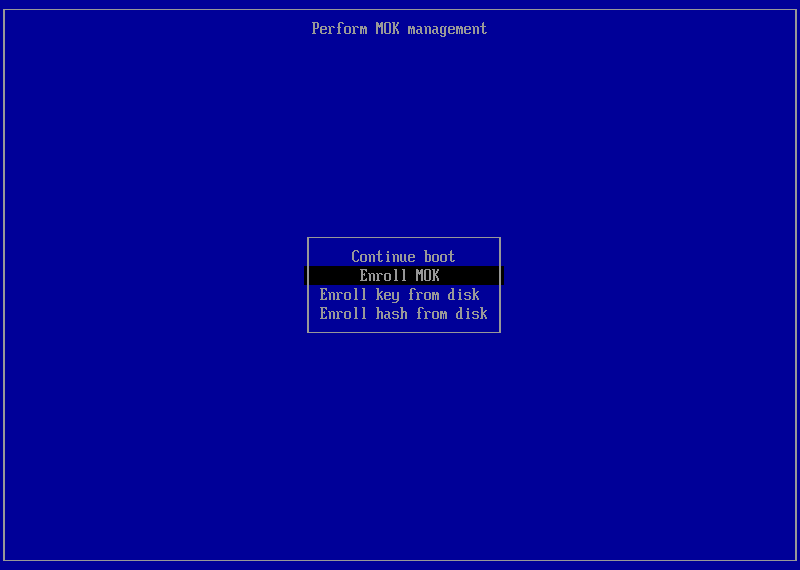 Perform MOK management
Continue boot
Enroll MOK
Enroll key from disk
Enroll hash from disk